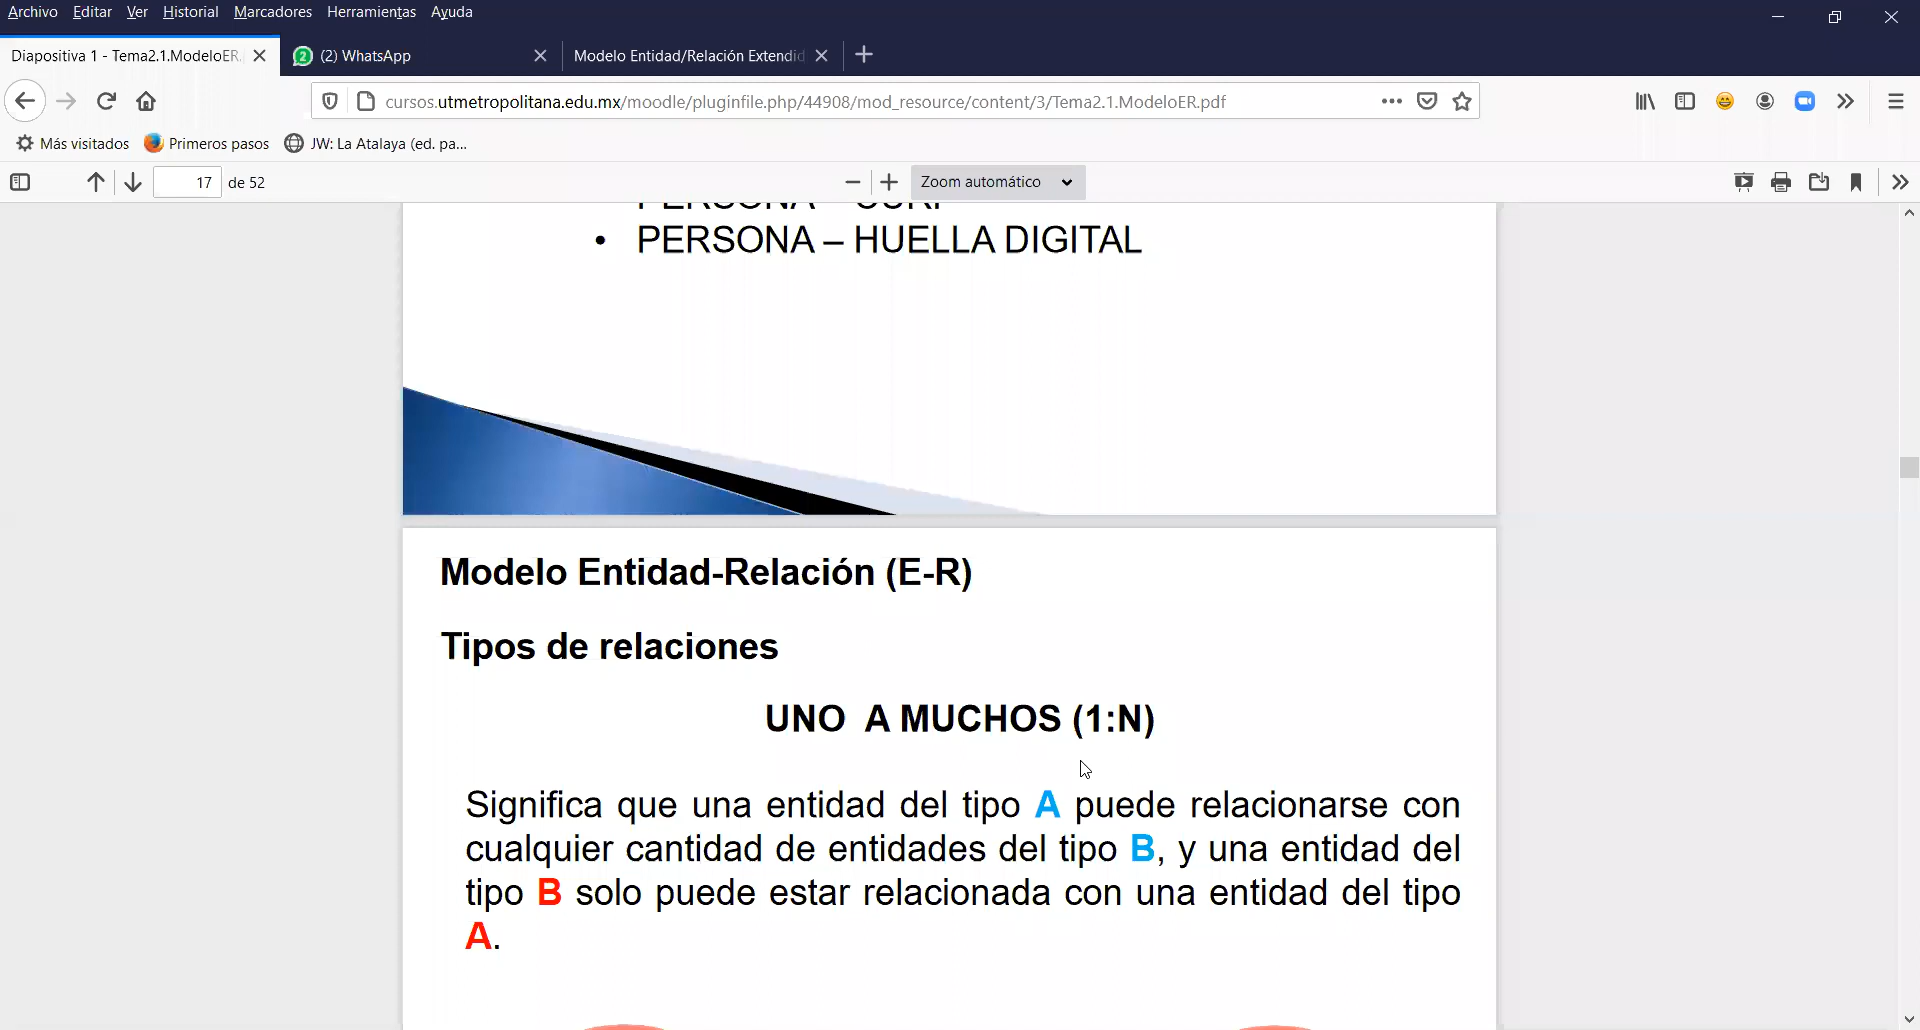 Archivo Editar Ver Historial Marcadores Herramientas Ayuda
Diapositiva 1 - Tema2.1.ModeloER.
(2) WhatsApp
Modelo Entidad/Relación Extendid
cursos.utmetropolitana.edu.mx/moodle/pluginfile.php/44908/mod_resource/content/3/Tema2.1.ModeloER.pdf
Más visitados
Primeros pasos
JW: La Atalaya (ed. pa...
17 de 52
Zoom automático
• PERSONA – HUELLA DIGITAL
Modelo Entidad-Relación (E-R)
Tipos de relaciones
UNO A MUCHOS (1:N)
Significa que una entidad del tipo A puede relacionarse con
cualquier cantidad de entidades del tipo B, y una entidad del
tipo B solo puede estar relacionada con una entidad del tipo
A.